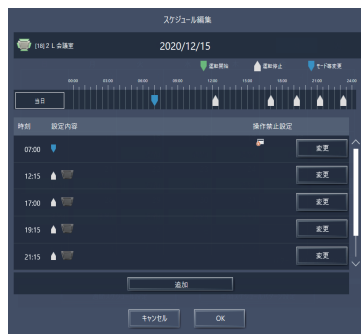 スケジュール編集
[16] 2 L 会議室 2020/12/15
運転開始 運転停止 モード等変更
00:00 03:00 06:00 09:00 12:00 15:00 18:00 21:00 24:00
当日
時刻 設定内容 操作禁止設定
07:00 変更
12:15 変更
17:00 変更
19:15 変更
21:15 変更
追加
キャンセル OK